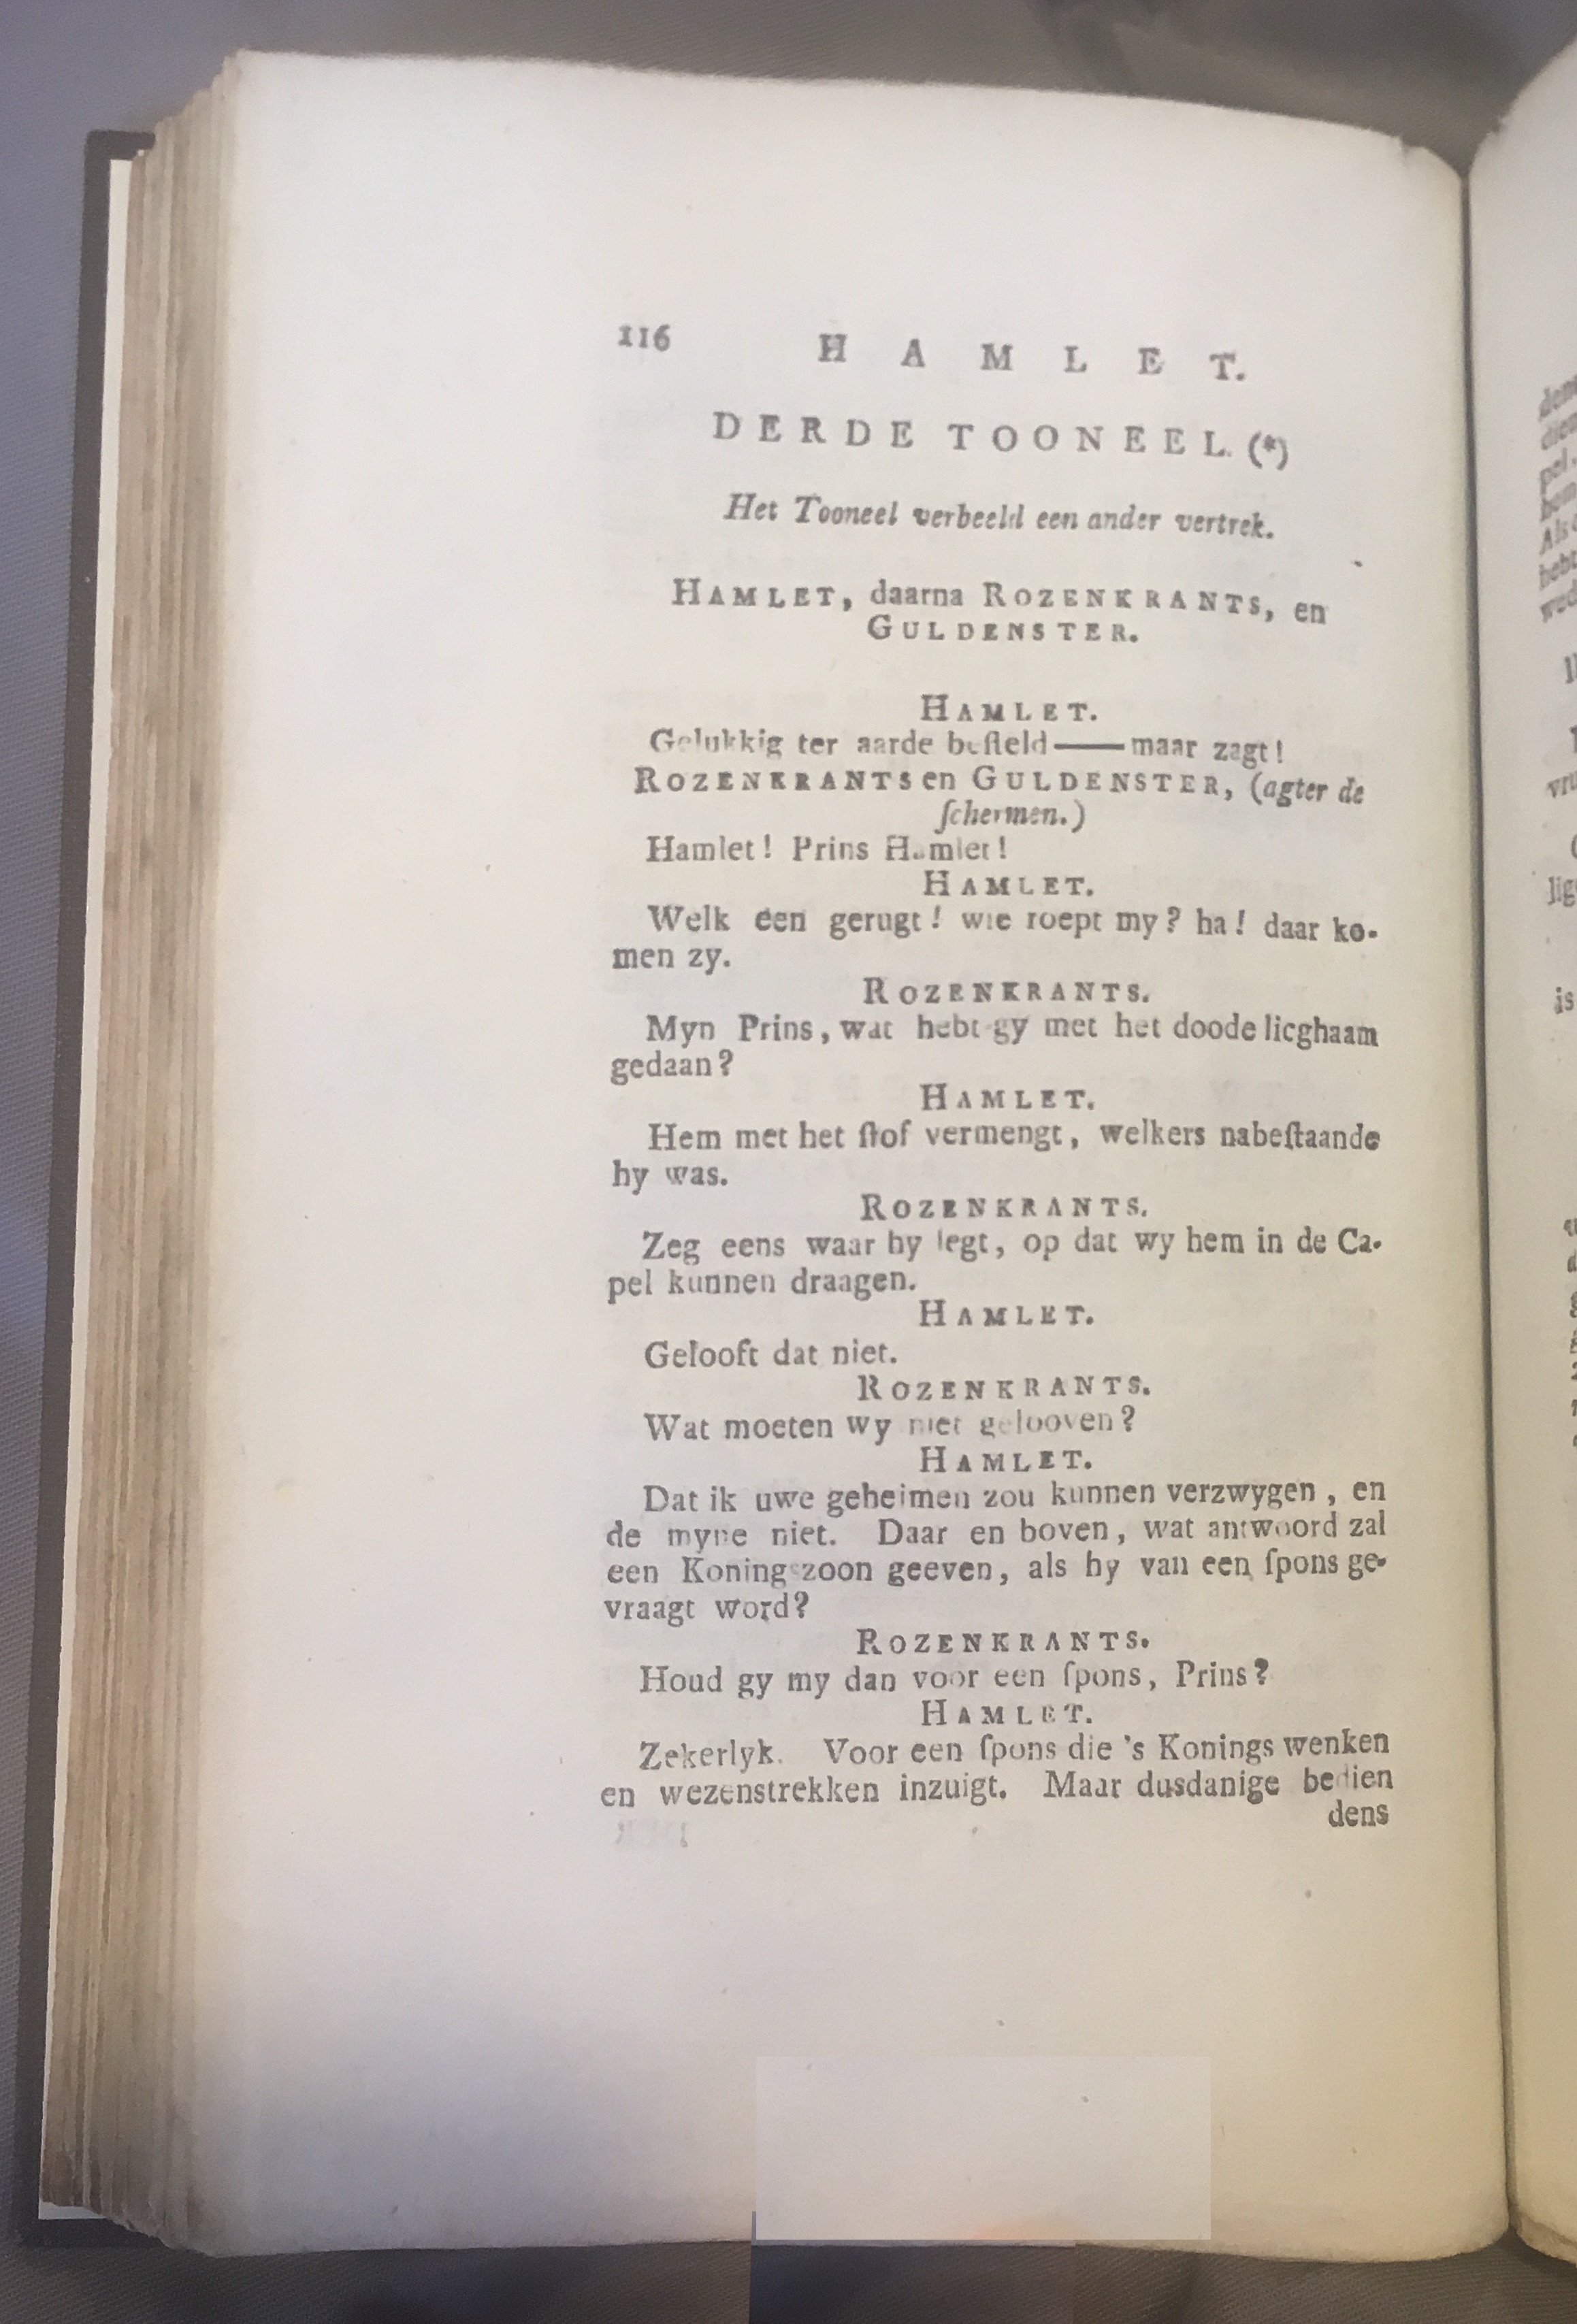 116 HAMLET.
DERDE TOONEEL. (*)
Het Tooneel verbeeld een ander vertrek.
HAMLET, daarna ROZENKRANTS, en
GULDENSTER.
HAMLET.
Gelukkig ter aarde beſteld——maar zagt!
ROZENKRANTS en GULDENSTER, (agter de
ſchermen.)
Hamlet! Prins Hamlet!
HAMLET.
Welk een gerugt! wie roept my? ha! daar ko-
men zy.
ROZENKRANTS.
Myn Prins, wat hebt gy met het doode licghaam
gedaan?
HAMLET.
Hem met het ſtof vermengt, welkers nabeſtaande
hy was.
ROZENKRANTS.
Zeg eens waar hy legt, op dat wy hem in de Ca-
pel kunnen draagen.
HAMLET.
Gelooft dat niet.
ROZENKRANTS.
Wat moeten wy niet gelooven?
HAMLET.
Dat ik uwe geheimen zou kunnen verzwygen, en
de myne niet. Daar en boven, wat antwoord zal
een Koningszoon geeven, als hy van een ſpons ge-
vraagt word?
ROZENKRANTS.
Houd gy my dan voor een ſpons, Prins?
HAMLET.
Zekerlyk. Voor een ſpons die 's Konings wenken
en wezenstrekken inzuigt. Maar dusdanige bedien
dens